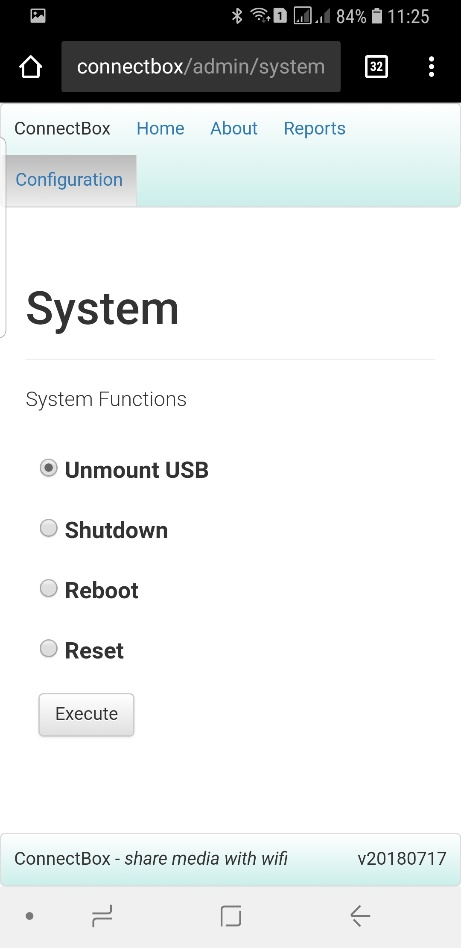 1 84% 11:25
connectbox/admin/system 32
ConnectBox Home About Reports
Configuration
System
System Functions
Unmount USB
Shutdown
Reboot
Reset
Execute
ConnectBox - share media with wifi v20180717